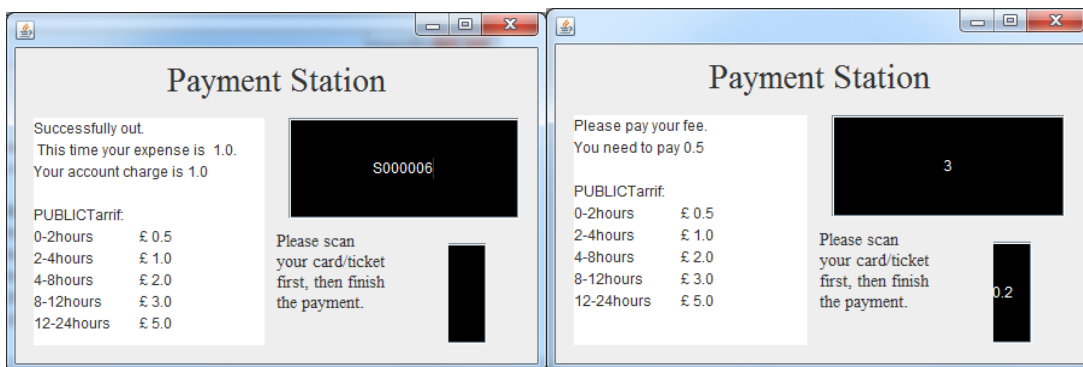 Payment Station
Successfully out.
This time your expense is 1.0.
Your account charge is 1.0
PUBLICTarrif:
0-2hours £ 0.5
2-4hours £ 1.0
4-8hours £ 2.0
8-12hours £ 3.0
12-24hours £ 5.0
S000006
Please scan
your card/ticket
first, then finish
the payment.
Payment Station
Please pay your fee.
You need to pay 0.5
PUBLICTarrif:
0-2hours £ 0.5
2-4hours £ 1.0
4-8hours £ 2.0
8-12hours £ 3.0
12-24hours £ 5.0
3
Please scan
your card/ticket
first, then finish
the payment.
0.2